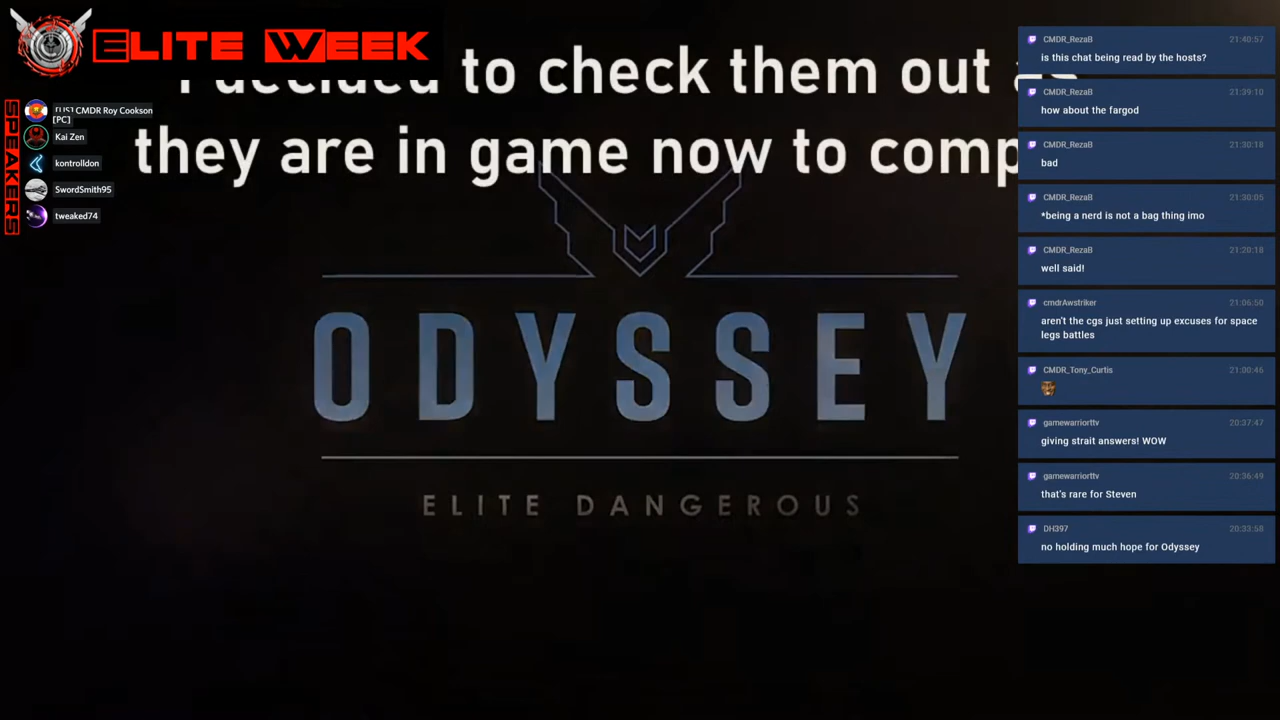 ELITE WEEK
I decided to check them out as
they are in game now to comp
SPEAKERS
[US] CMDR Roy Cookson
[PC]
Kai Zen
kontrolldon
SwordSmith95
tweaked74
ODYSSEY
ELITE DANGEROUS
CMDR_RezaB 21:40:57
is this chat being read by the hosts?
CMDR_RezaB 21:39:10
how about the fargod
CMDR_RezaB 21:30:18
bad
CMDR_RezaB 21:30:05
*being a nerd is not a bag thing imo
CMDR_RezaB 21:20:18
well said!
cmdrAwstriker 21:06:50
aren't the cgs just setting up excuses for space
legs battles
CMDR_Tony_Curtis 21:00:46
gamewarriorttv 20:37:47
giving strait answers! WOW
gamewarriorttv 20:36:49
that's rare for Steven
DH397 20:33:58
no holding much hope for Odyssey